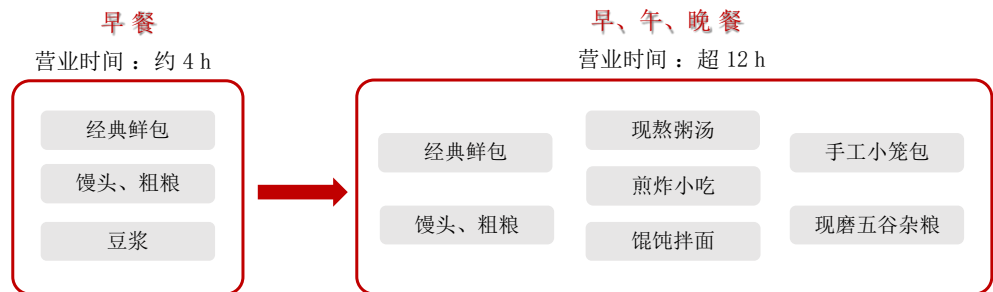 早餐
营业时间：约 4 h
经典鲜包
馒头、粗粮
豆浆
早、午、晚餐
营业时间：超 12 h
经典鲜包
馒头、粗粮
现熬粥汤
煎炸小吃
馄饨拌面
手工小笼包
现磨五谷杂粮